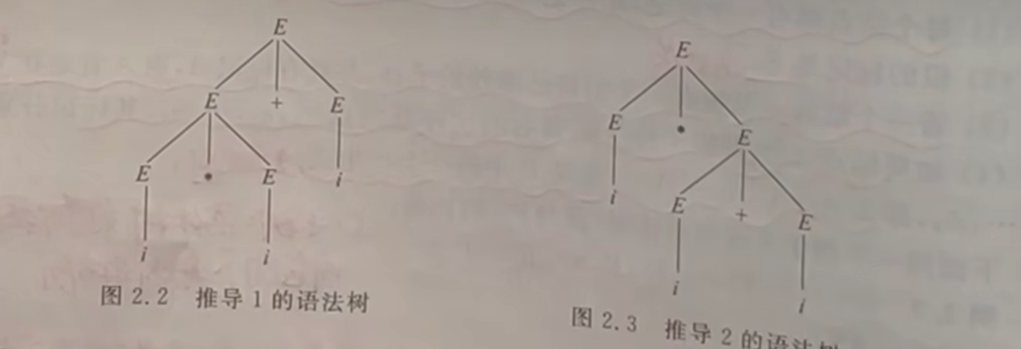 E
E + E
E * E i
i i
图 2.2 推导 1 的语法树
E
E * E
i E + E
i i
图 2.3 推导 2 的语法树